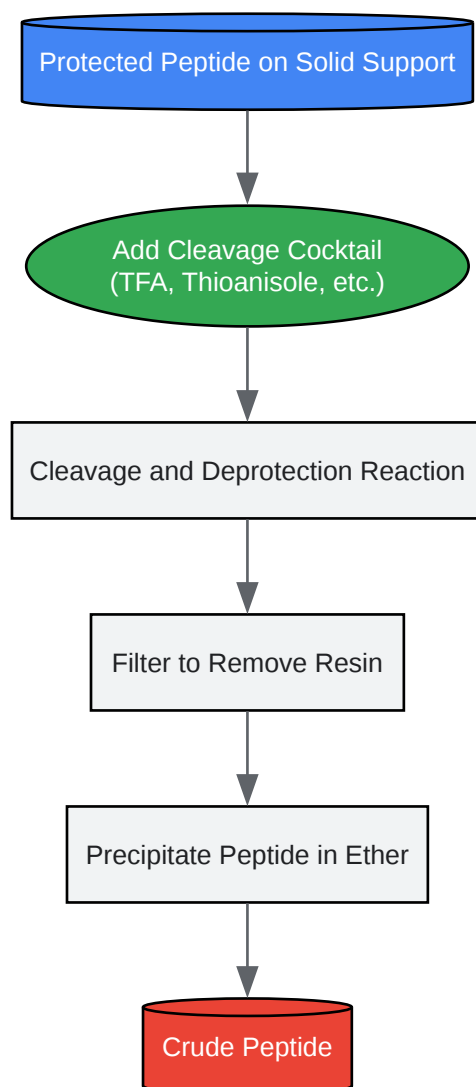 Protected Peptide on Solid Support
Add Cleavage Cocktail
(TFA, Thioanisole, etc.)
Cleavage and Deprotection Reaction
Filter to Remove Resin
Precipitate Peptide in Ether
Crude Peptide